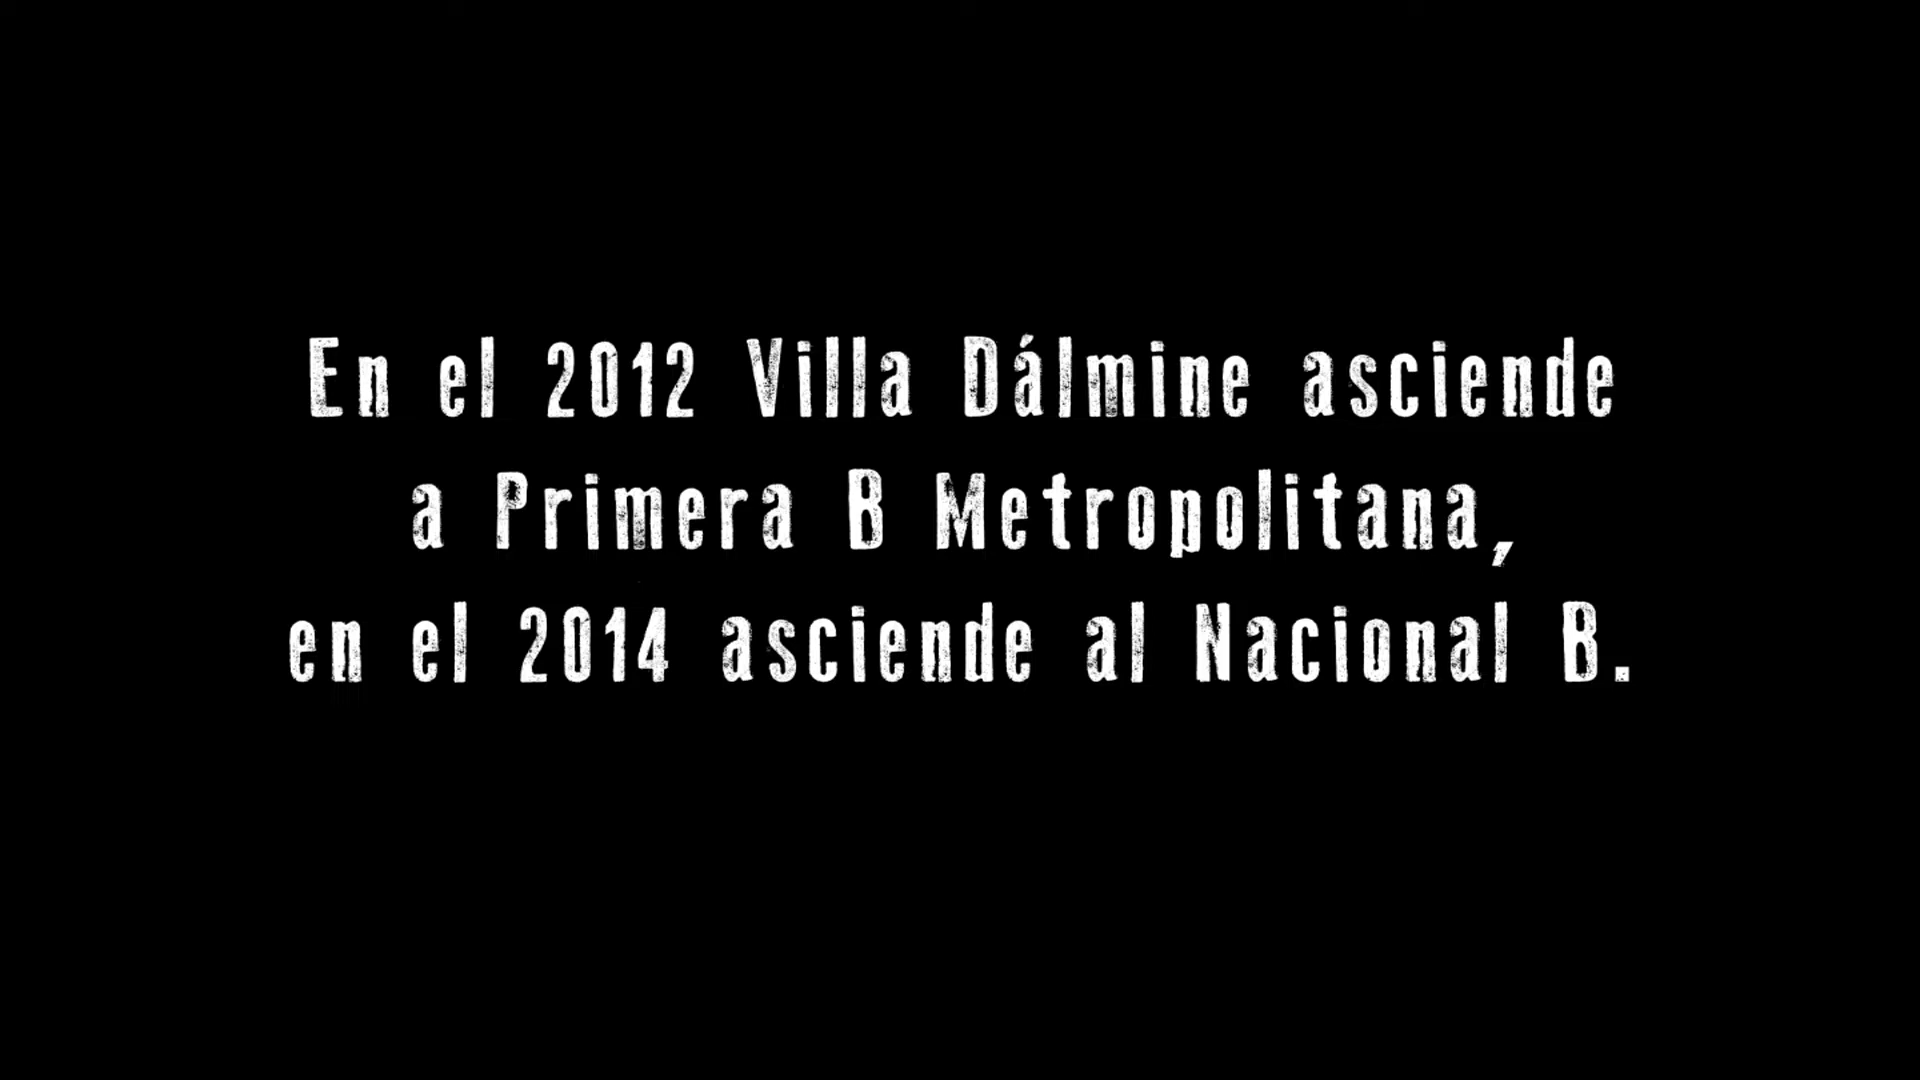 En el 2012 Villa Dálmine asciende
a Primera B Metropolitana,
en el 2014 asciende al Nacional B.